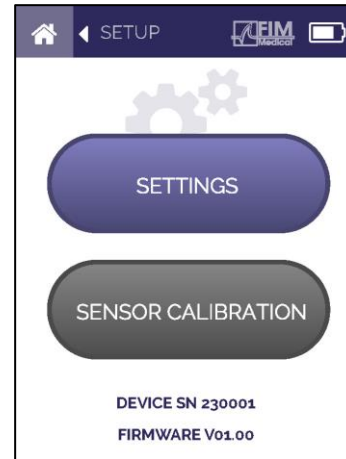 SETUP
FIM
Medical
SETTINGS
SENSOR CALIBRATION
DEVICE SN 230001
FIRMWARE V01.00